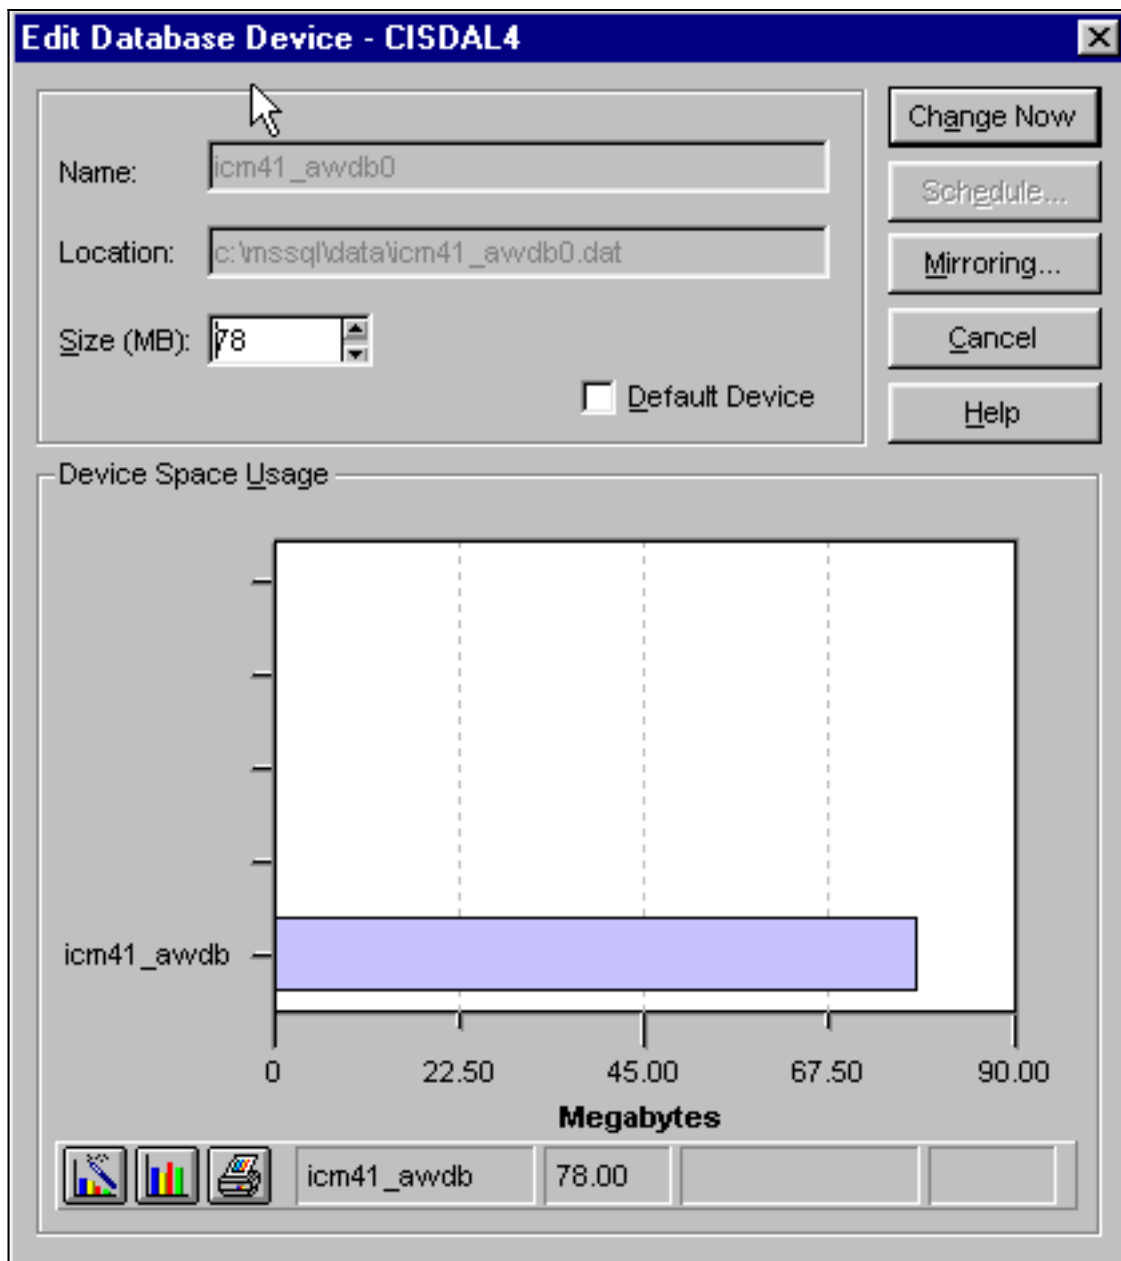 Edit Database Device - CISDAL4
Name: icm41_awdb0
Location: c:\mssql\data\icm41_awdb0.dat
Size (MB): 78
Default Device
Change Now
Schedule...
Mirroring...
Cancel
Help
Device Space Usage
icm41_awdb
0 22.50 45.00 67.50 90.00
Megabytes
icm41_awdb 78.00